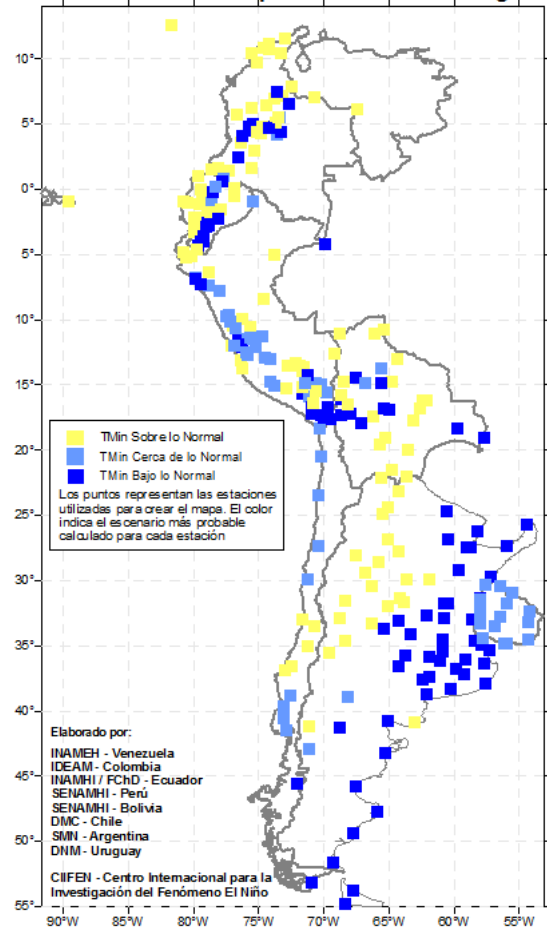 10°
5°
0°
5°
10°
15°
TMin Sobre lo Normal
TMin Cerca de lo Normal
TMin Bajo lo Normal
Los puntos representan las estaciones
utilizadas para crear el mapa. El color
indica el escenario más probable
calculado para cada estación
20°
25°
30°
35°
40°
Elaborado por:
INAMEH - Venezuela
IDEAM - Colombia
INAMHI / FChD - Ecuador
SENAMHI - Perú
SENAMHI - Bolivia
DMC - Chile
SMN - Argentina
DNM - Uruguay
CIIFEN - Centro Internacional para la
Investigación del Fenómeno El Niño
45°
50°
55°
90°W 85°W 80°W 75°W 70°W 65°W 60°W 55°W